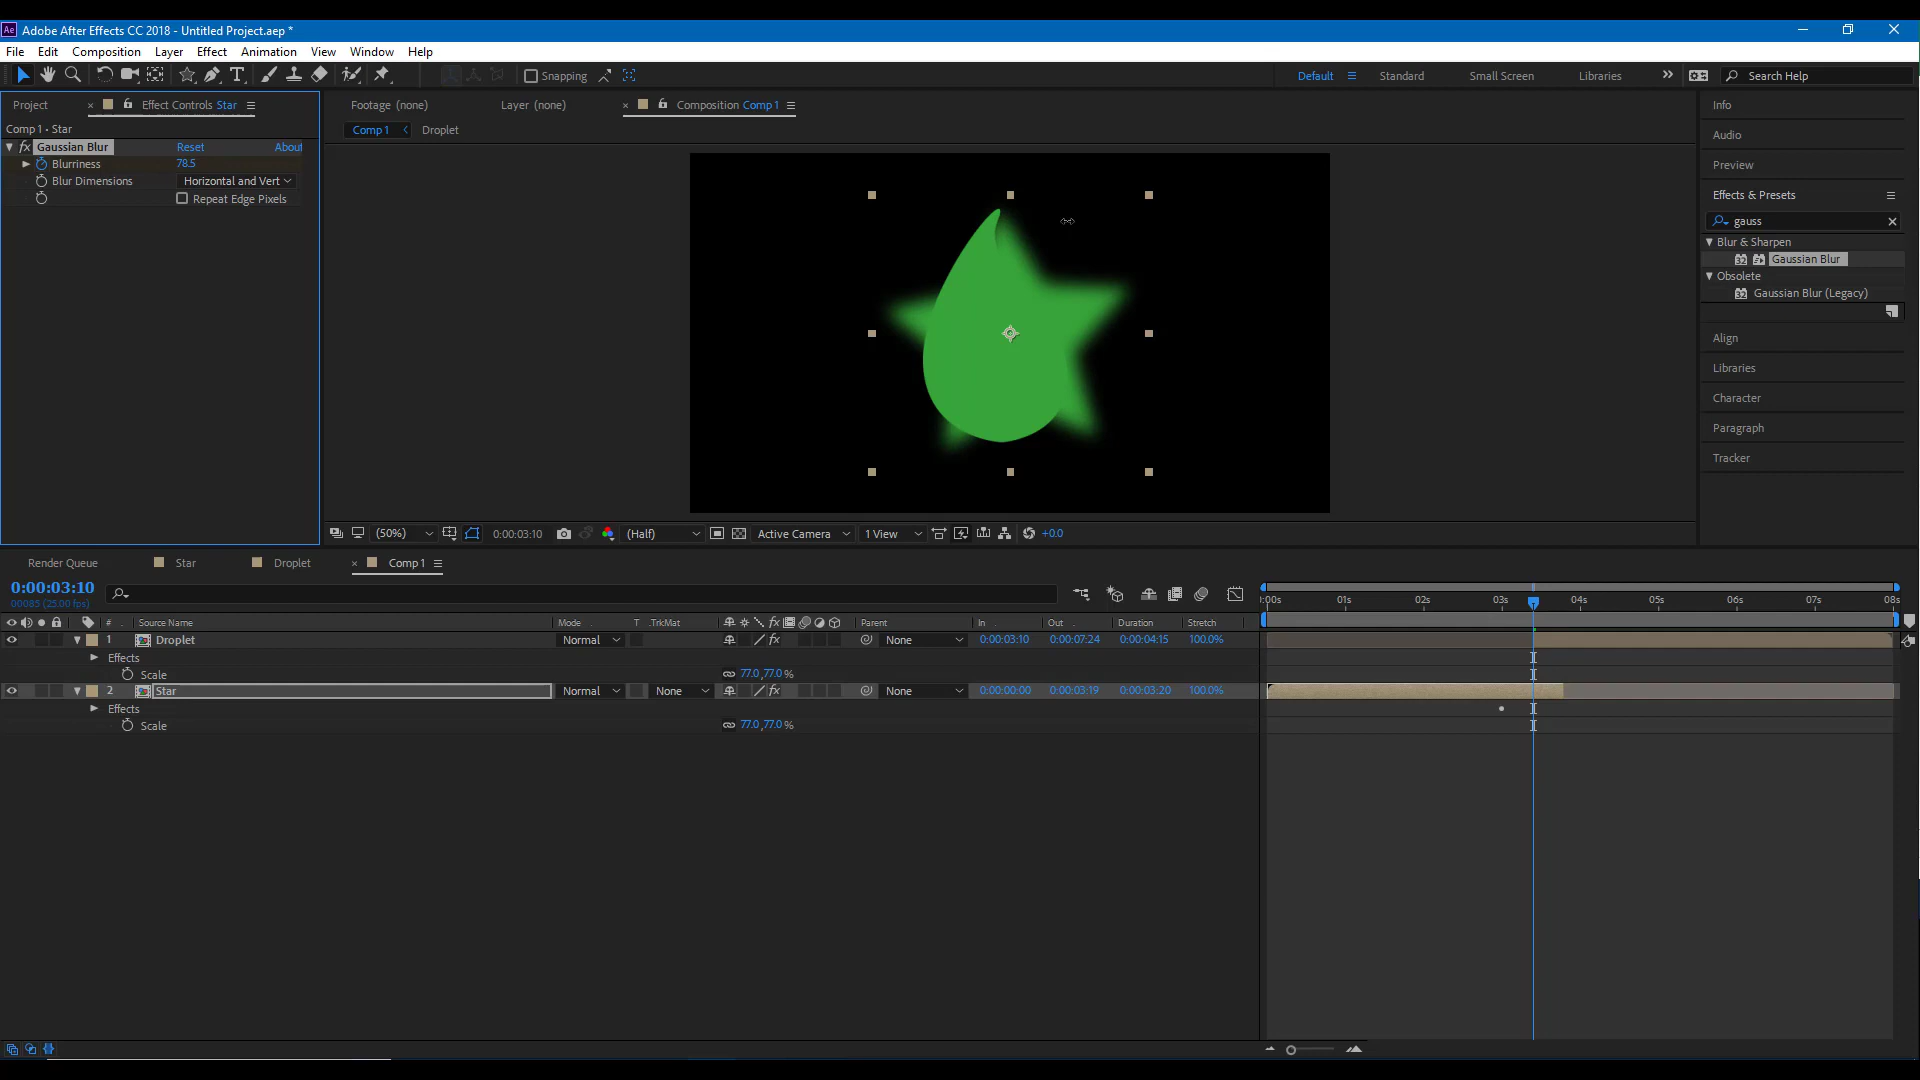 Ae Adobe After Effects CC 2018 - Untitled Project.aep *
File Edit Composition Layer Effect Animation View Window Help
T Snapping Default Standard Small Screen Libraries Search Help
Project Effect Controls Star Footage (none) Layer (none) Composition Comp 1 Info
Comp 1 • Star
Comp 1 Droplet
fx Gaussian Blur Reset About
Blurriness 78.5
Blur Dimensions Horizontal and Vert
Repeat Edge Pixels
Audio
Preview
Effects & Presets
gauss
Blur & Sharpen
32 Gaussian Blur
Obsolete
32 Gaussian Blur (Legacy)
Align
Libraries
Character
Paragraph
Tracker
(50%) 0:00:03:10 (Half) Active Camera 1 View +0.0
Render Queue Star Droplet Comp 1
0:00:03:10
00085 (25.00 fps)
:00s 01s 02s 03s 04s 05s 06s 07s 08s
# Source Name Mode T .TrkMat fx Parent In Out Duration Stretch
1 Droplet Normal fx None 0:00:03:10 0:00:07:24 0:00:04:15 100.0%
Effects
Scale 77.0,77.0%
2 Star Normal None fx None 0:00:00:00 0:00:03:19 0:00:03:20 100.0%
Effects
Scale 77.0,77.0%